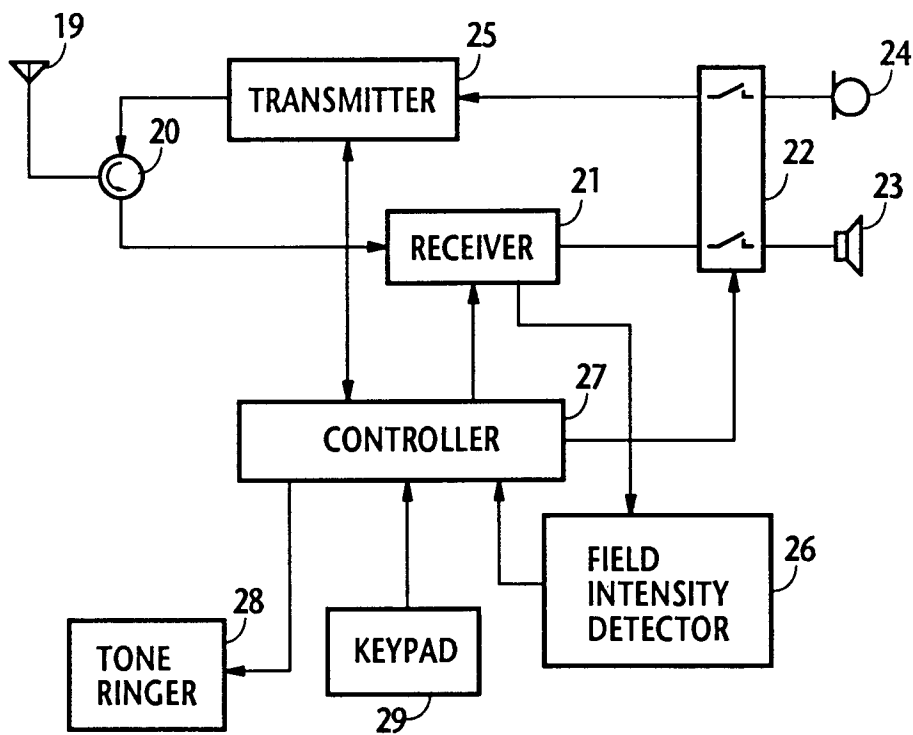 19
25
TRANSMITTER
24
20
22
21
23
RECEIVER
27
CONTROLLER
26
FIELD
INTENSITY
DETECTOR
28
TONE
RINGER
KEYPAD
29